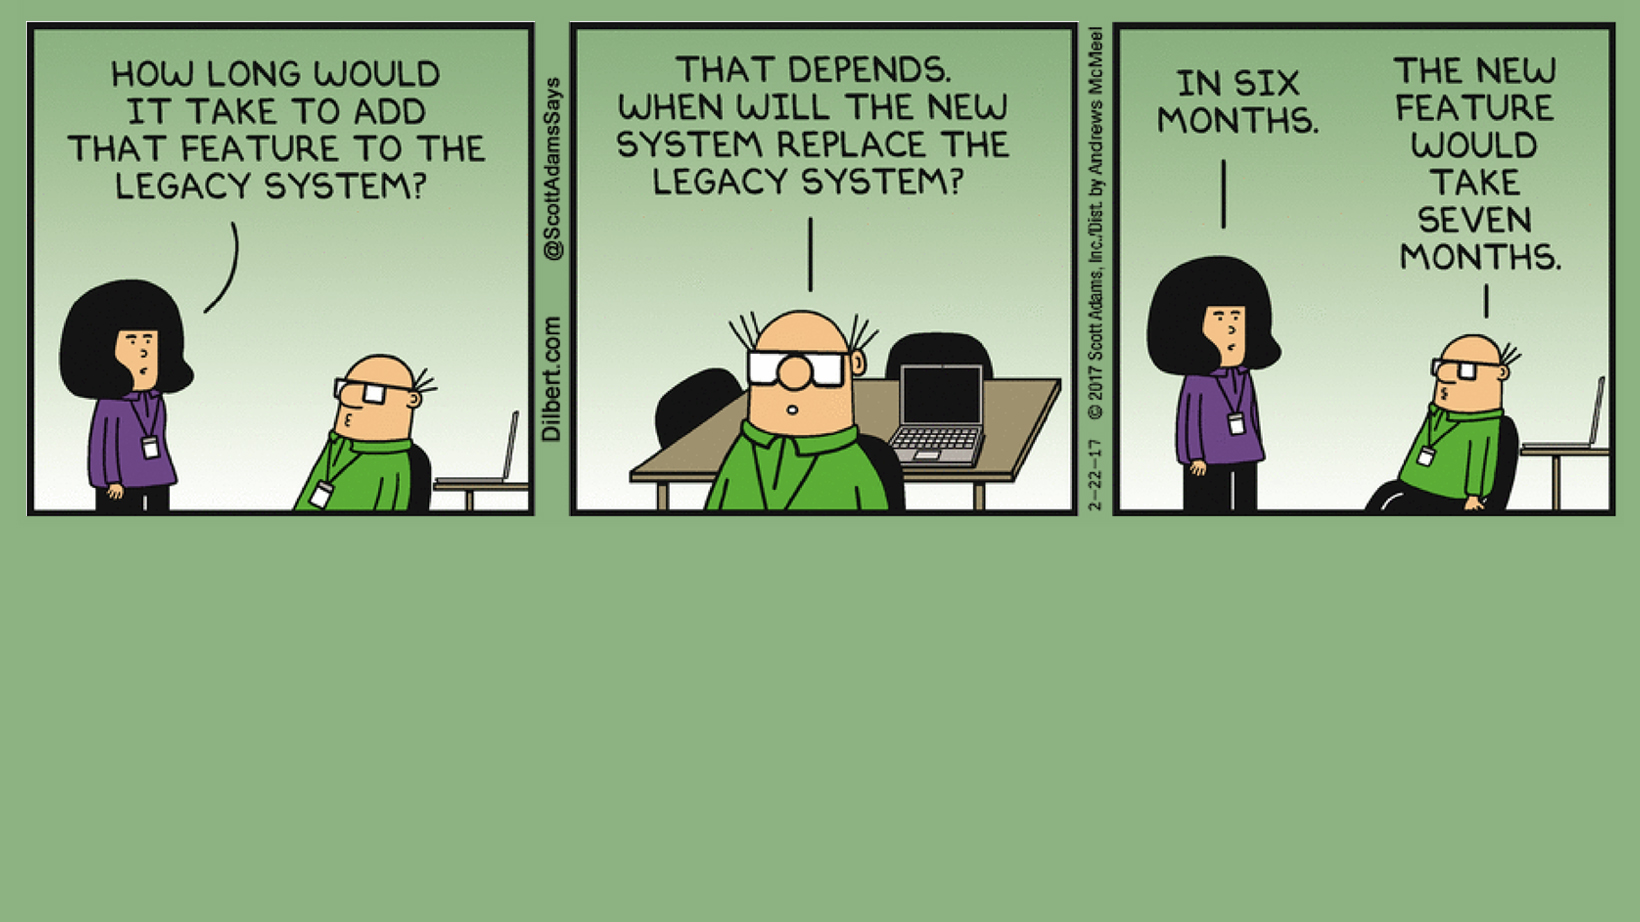 HOW LONG WOULD
IT TAKE TO ADD
THAT FEATURE TO THE
LEGACY SYSTEM?
Dilbert.com @ScottAdamsSays
THAT DEPENDS.
WHEN WILL THE NEW
SYSTEM REPLACE THE
LEGACY SYSTEM?
2-22-17 © 2017 Scott Adams, Inc./Dist. by Andrews McMeel
IN SIX
MONTHS.
THE NEW
FEATURE
WOULD
TAKE
SEVEN
MONTHS.